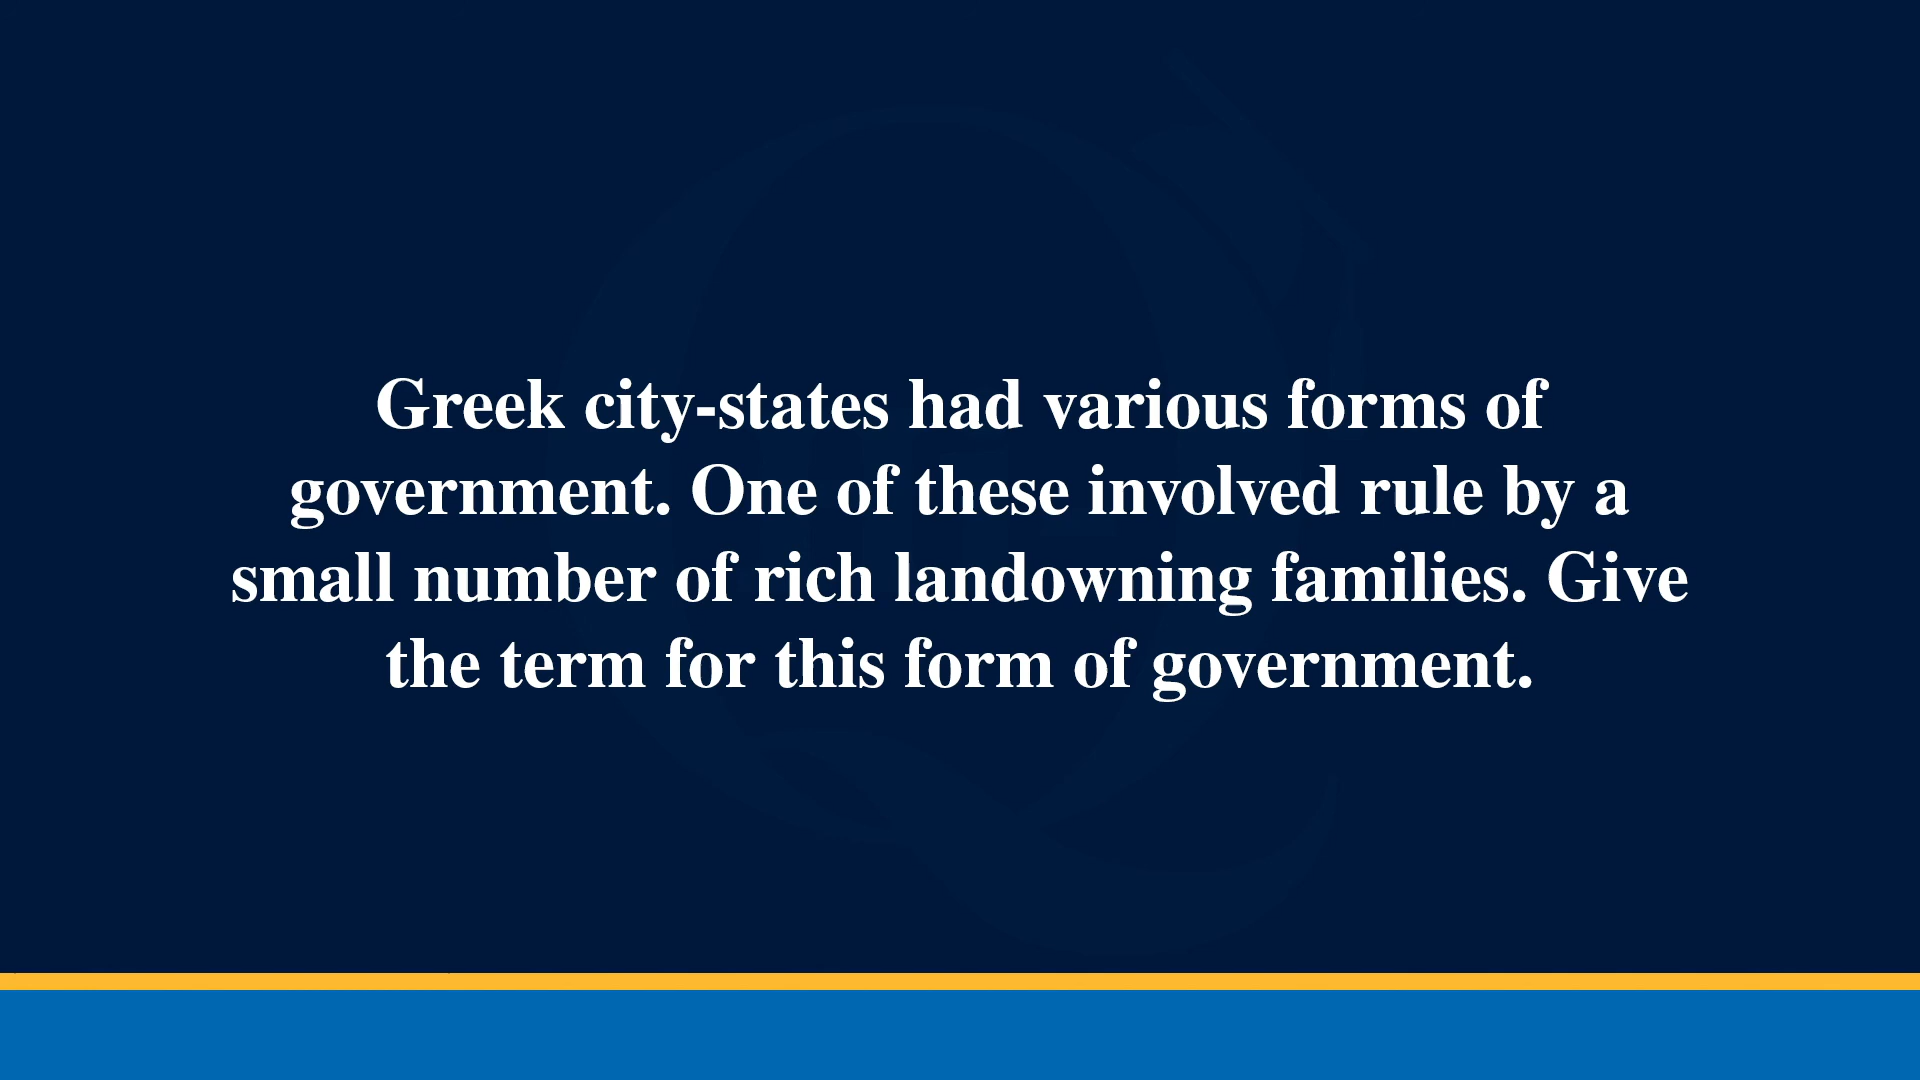 Greek city-states had various forms of
government. One of these involved rule by a
small number of rich landowning families. Give
the term for this form of government.